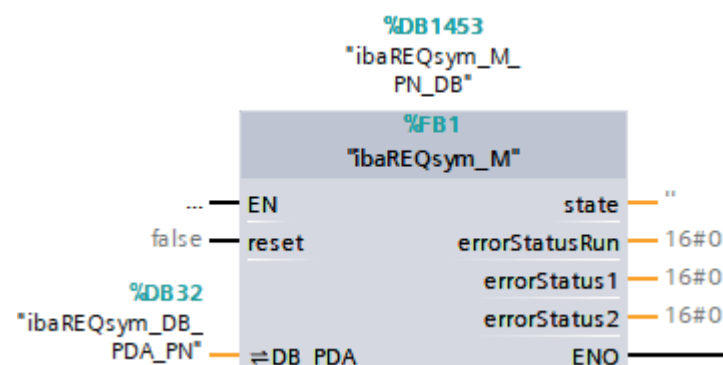 %DB1453
"ibaREQsym_M_
PN_DB"
%FB1
"ibaREQsym_M"
... EN state ''
false reset errorStatusRun 16#0
errorStatus1 16#0
%DB32
errorStatus2 16#0
"ibaREQsym_DB_
PDA_PN" ⇌DB_PDA ENO